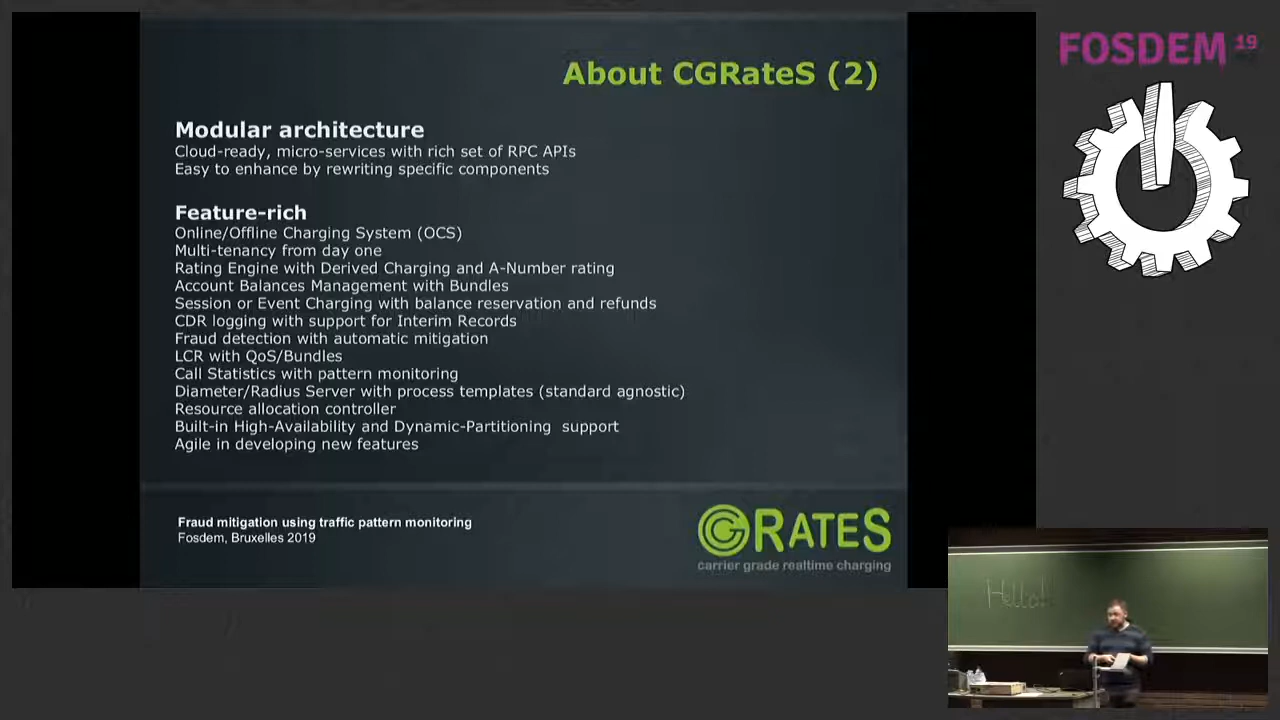 About CGRateS (2)
Modular architecture
Cloud-ready, micro-services with rich set of RPC APIs
Easy to enhance by rewriting specific components
Feature-rich
Online/Offline Charging System (OCS)
Multi-tenancy from day one
Rating Engine with Derived Charging and A-Number rating
Account Balances Management with Bundles
Session or Event Charging with balance reservation and refunds
CDR logging with support for Interim Records
Fraud detection with automatic mitigation
LCR with QoS/Bundles
Call Statistics with pattern monitoring
Diameter/Radius Server with process templates (standard agnostic)
Resource allocation controller
Built-in High-Availability and Dynamic-Partitioning  support
Agile in developing new features
Fraud mitigation using traffic pattern monitoring
Fosdem, Bruxelles 2019
CGRATES
carrier grade realtime charging
FOSDEM 19